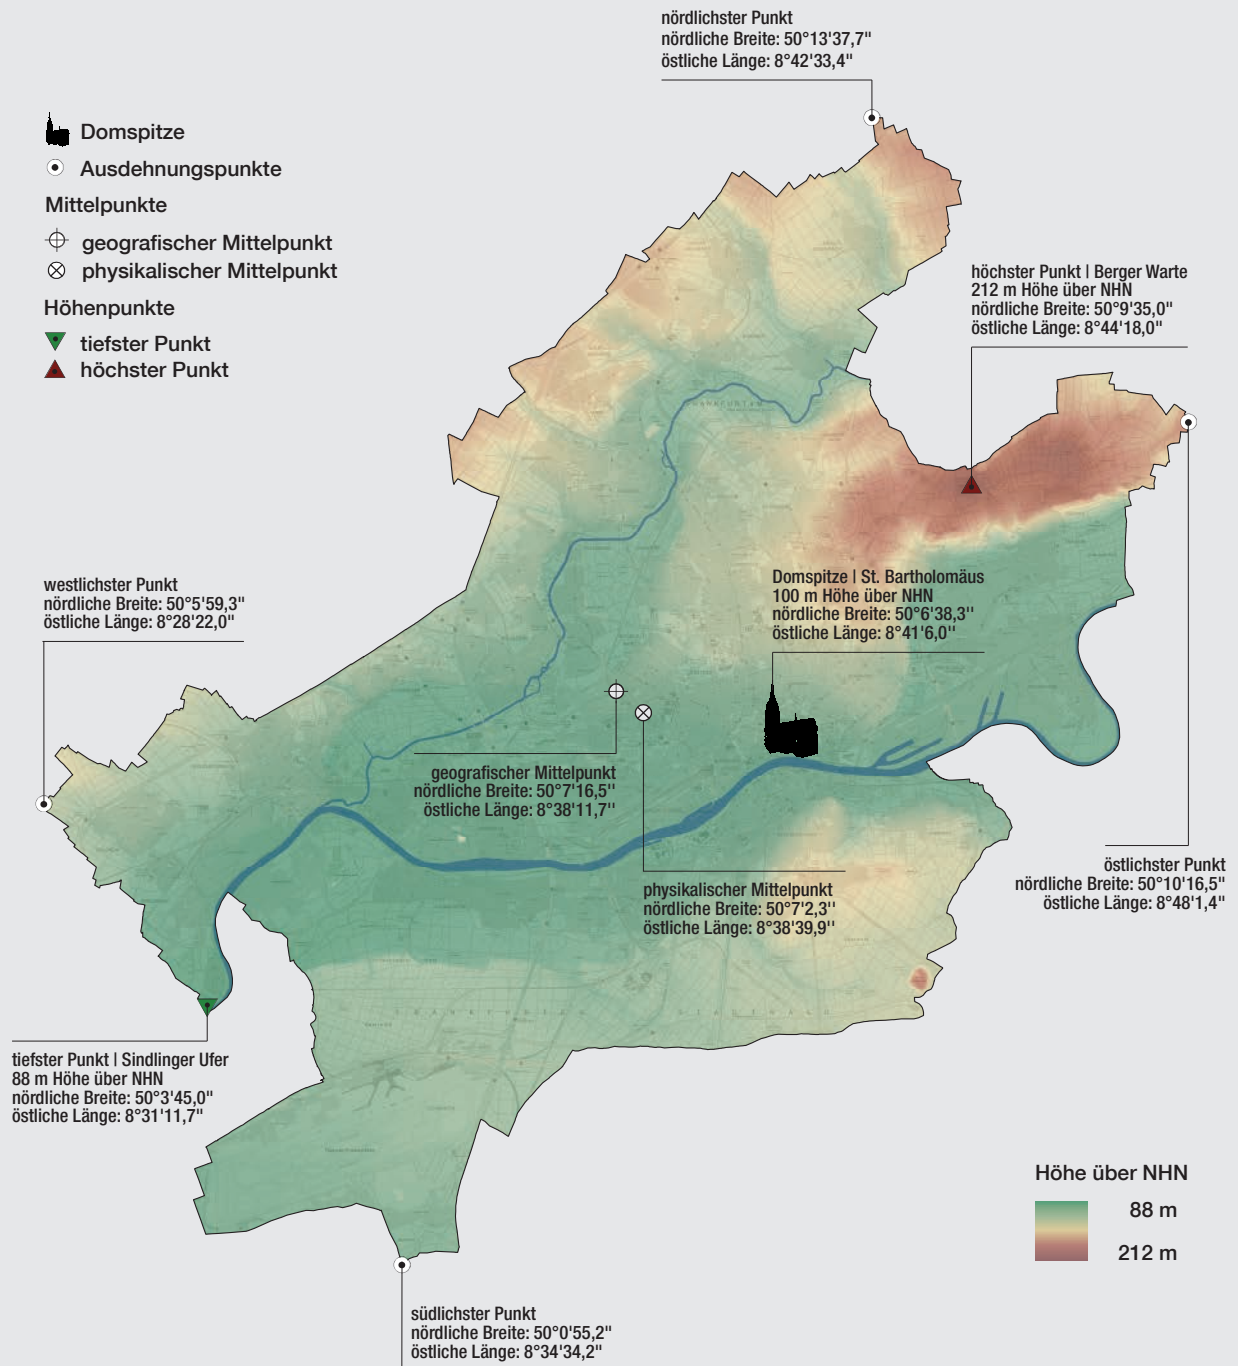 nördlichster Punkt
nördliche Breite: 50°13'37,7"
östliche Länge: 8°42'33,4"
Domspitze
Ausdehnungspunkte
Mittelpunkte
geografischer Mittelpunkt
physikalischer Mittelpunkt
Höhenpunkte
tiefster Punkt
höchster Punkt
höchster Punkt | Berger Warte
212 m Höhe über NHN
nördliche Breite: 50°9'35,0"
östliche Länge: 8°44'18,0"
westlichster Punkt
nördliche Breite: 50°5'59,3"
östliche Länge: 8°28'22,0"
Domspitze | St. Bartholomäus
100 m Höhe über NHN
nördliche Breite: 50°6'38,3''
östliche Länge: 8°41'6,0''
geografischer Mittelpunkt
nördliche Breite: 50°7'16,5''
östliche Länge: 8°38'11,7''
physikalischer Mittelpunkt
nördliche Breite: 50°7'2,3''
östliche Länge: 8°38'39,9''
östlichster Punkt
nördliche Breite: 50°10'16,5"
östliche Länge: 8°48'1,4"
tiefster Punkt | Sindlinger Ufer
88 m Höhe über NHN
nördliche Breite: 50°3'45,0"
östliche Länge: 8°31'11,7"
Höhe über NHN
88 m
212 m
südlichster Punkt
nördliche Breite: 50°0'55,2"
östliche Länge: 8°34'34,2"